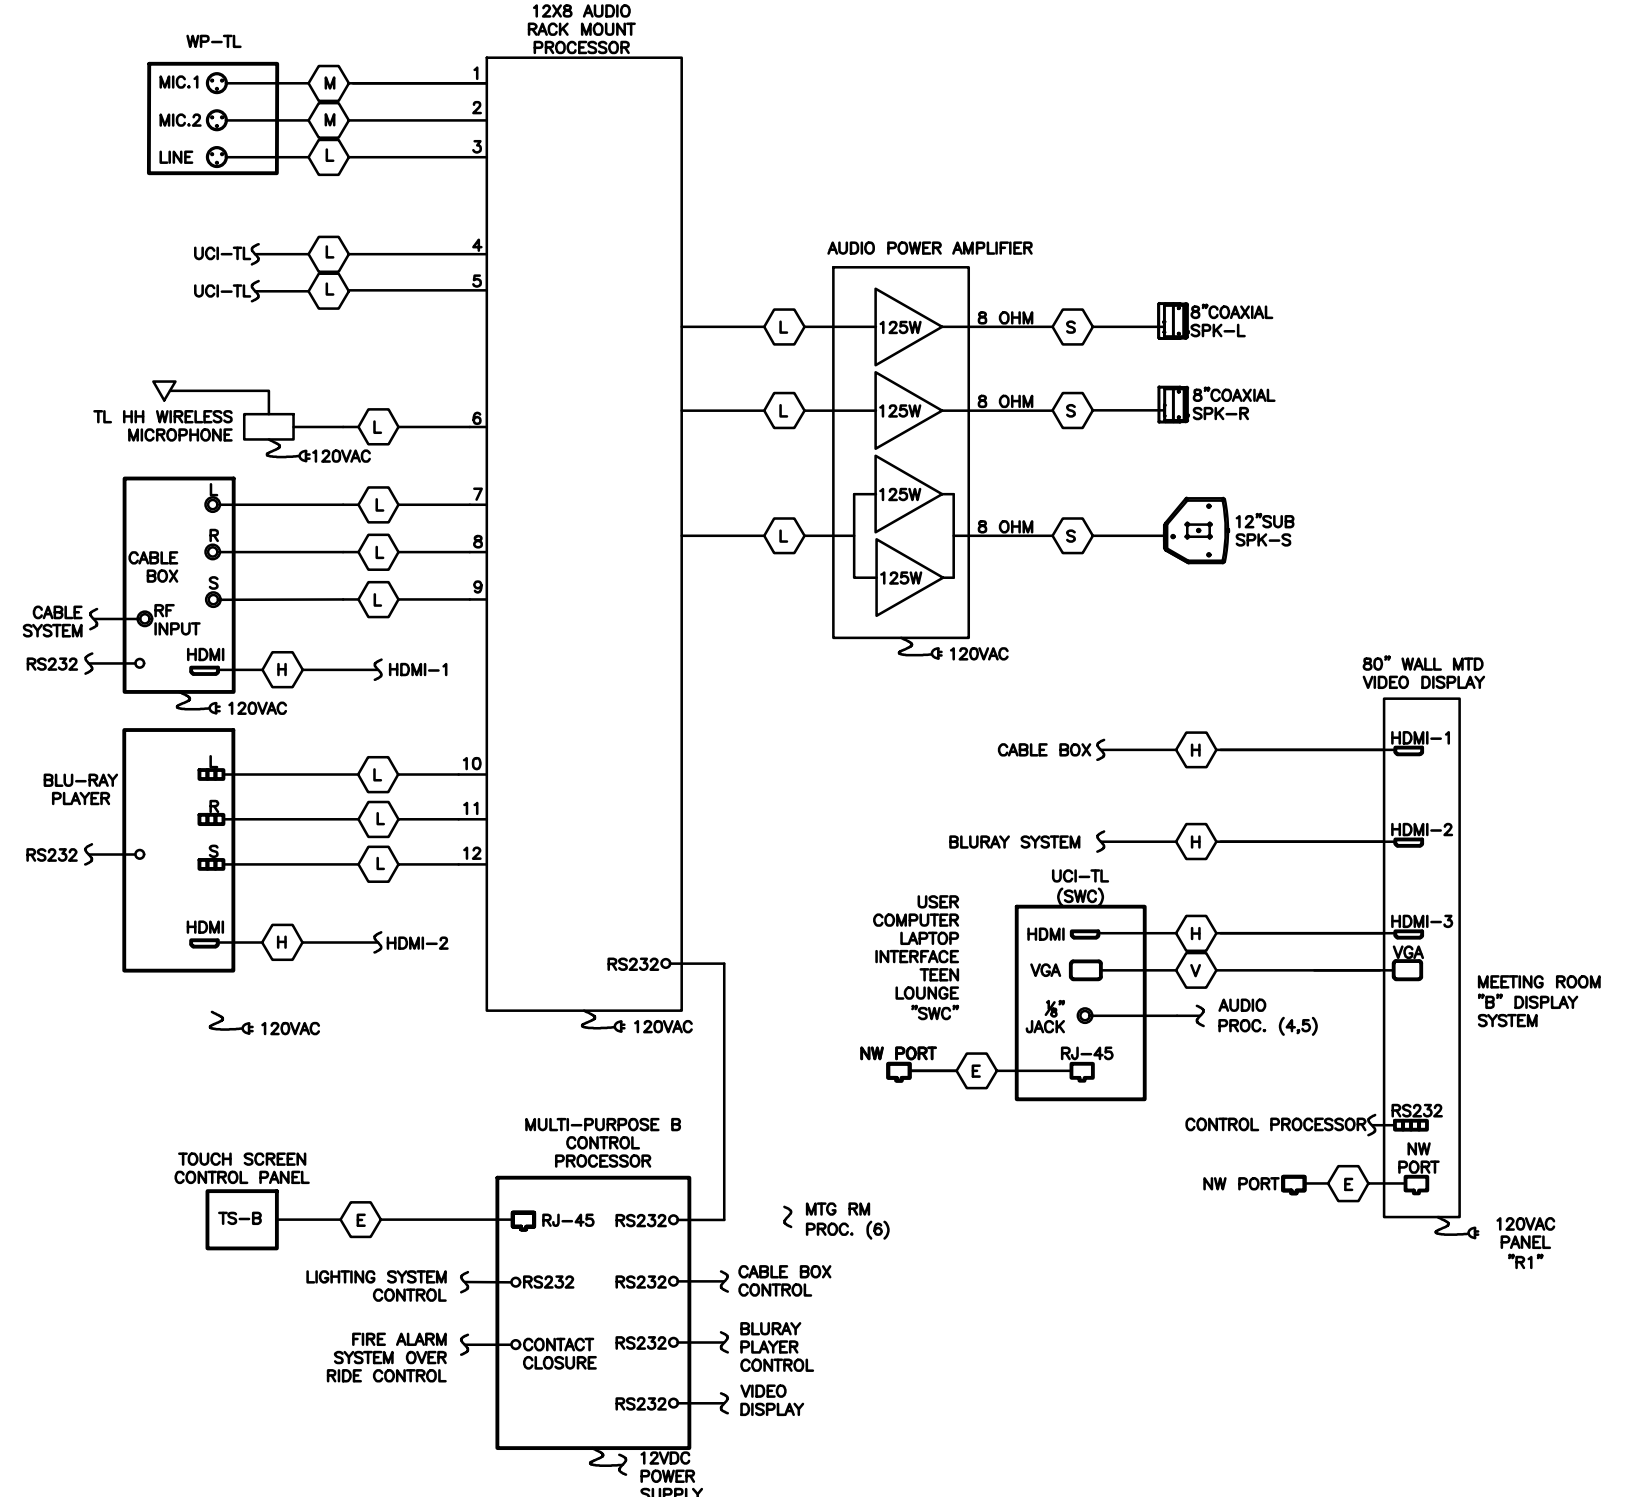 12X8 AUDIO
RACK MOUNT
PROCESSOR
WP-TL
MIC.1
M
1
MIC.2
M
2
LINE
L
3
UCI-TL
L
4
UCI-TL
L
5
TL HH WIRELESS
MICROPHONE
L
6
120VAC
CABLE
BOX
L
L
7
R
L
8
S
L
9
CABLE
SYSTEM
RF
INPUT
RS232
HDMI
H
HDMI-1
120VAC
BLU-RAY
PLAYER
L
L
10
R
L
11
S
L
12
RS232
HDMI
H
HDMI-2
120VAC
RS232
120VAC
AUDIO POWER AMPLIFIER
L
125W
8 OHM
S
8"COAXIAL
SPK-L
L
125W
8 OHM
S
8"COAXIAL
SPK-R
125W
L
8 OHM
S
12"SUB
SPK-S
125W
120VAC
80" WALL MTD
VIDEO DISPLAY
CABLE BOX
H
HDMI-1
BLURAY SYSTEM
H
HDMI-2
UCI-TL
(SWC)
USER
COMPUTER
LAPTOP
INTERFACE
TEEN
LOUNGE
"SWC"
HDMI
H
HDMI-3
VGA
V
VGA
⅛"
JACK
AUDIO
PROC. (4,5)
NW PORT
E
RJ-45
MEETING ROOM
"B" DISPLAY
SYSTEM
CONTROL PROCESSOR
RS232
NW PORT
E
NW
PORT
120VAC
PANEL
"R1"
MULTI-PURPOSE B
CONTROL
PROCESSOR
TOUCH SCREEN
CONTROL PANEL
TS-B
E
RJ-45
RS232
MTG RM
PROC. (6)
LIGHTING SYSTEM
CONTROL
RS232
RS232
CABLE BOX
CONTROL
FIRE ALARM
SYSTEM OVER
RIDE CONTROL
CONTACT
CLOSURE
RS232
BLURAY
PLAYER
CONTROL
RS232
VIDEO
DISPLAY
12VDC
POWER
SUPPLY